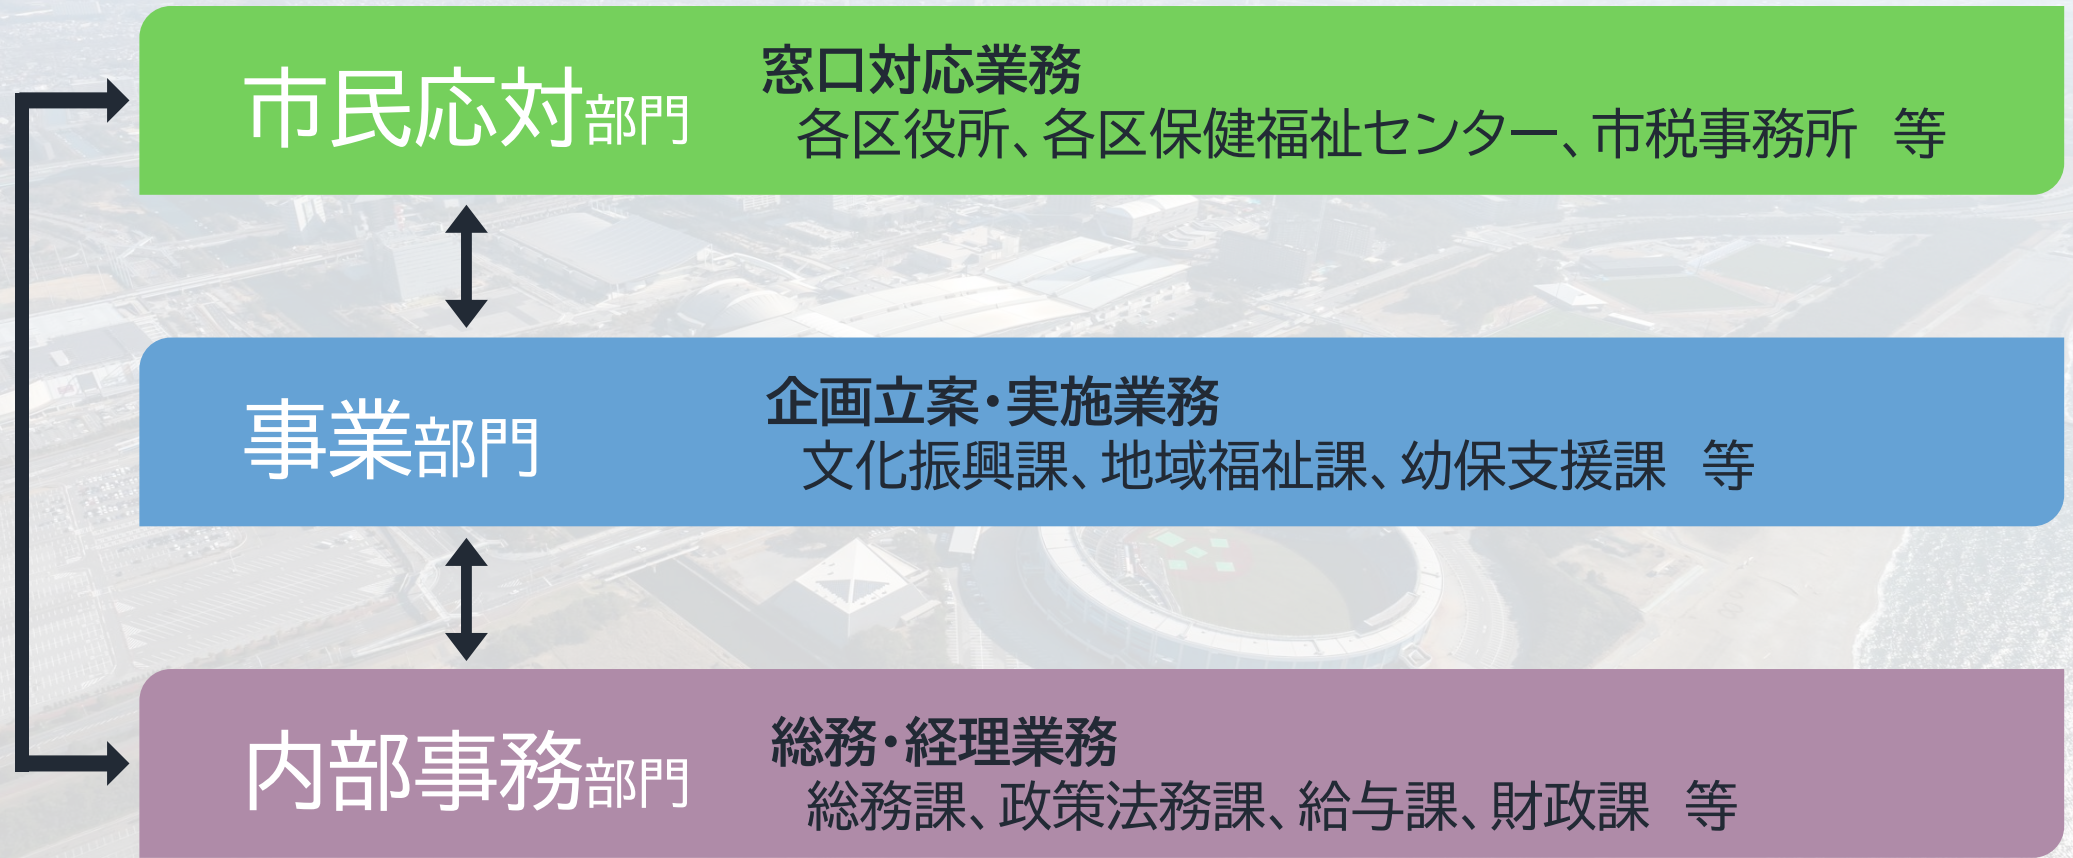 市民応対部門
窓口対応業務
各区役所、各区保健福祉センター、市税事務所　等
事業部門
企画立案・実施業務
文化振興課、地域福祉課、幼保支援課　等
内部事務部門
総務・経理業務
総務課、政策法務課、給与課、財政課　等